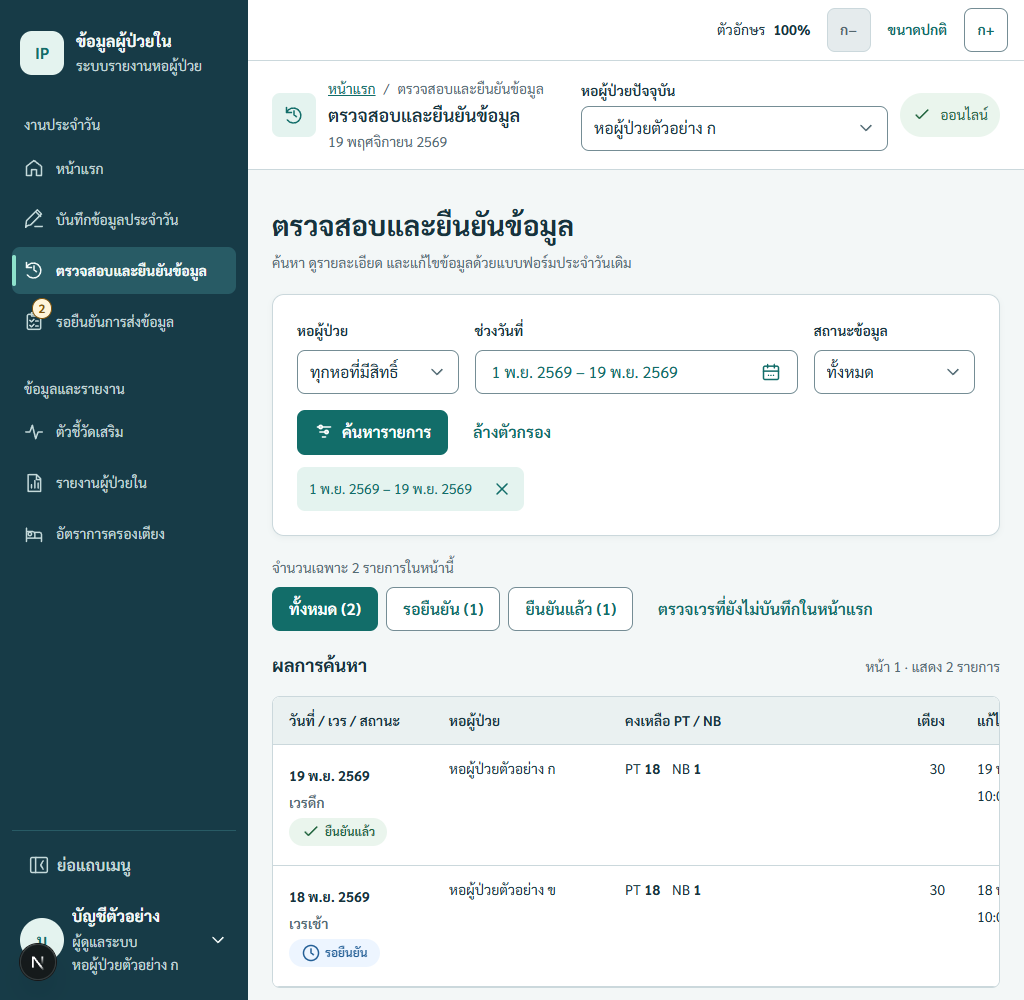 IP
ข้อมูลผู้ป่วยใน
ระบบรายงานหอผู้ป่วย
งานประจำวัน
หน้าแรก
บันทึกข้อมูลประจำวัน
ตรวจสอบและยืนยันข้อมูล
2
รอยืนยันการส่งข้อมูล
ข้อมูลและรายงาน
ตัวชี้วัดเสริม
รายงานผู้ป่วยใน
อัตราการครองเตียง
ย่อแถบเมนู
บัญชีตัวอย่าง
ผู้ดูแลระบบ
หอผู้ป่วยตัวอย่าง ก
N
ตัวอักษร 100% ก− ขนาดปกติ ก+
หน้าแรก / ตรวจสอบและยืนยันข้อมูล
ตรวจสอบและยืนยันข้อมูล
19 พฤศจิกายน 2569
หอผู้ป่วยปัจจุบัน
หอผู้ป่วยตัวอย่าง ก
ออนไลน์
ตรวจสอบและยืนยันข้อมูล
ค้นหา ดูรายละเอียด และแก้ไขข้อมูลด้วยแบบฟอร์มประจำวันเดิม
หอผู้ป่วย ช่วงวันที่ สถานะข้อมูล
ทุกหอที่มีสิทธิ์ 1 พ.ย. 2569 – 19 พ.ย. 2569 ทั้งหมด
ค้นหารายการ ล้างตัวกรอง
1 พ.ย. 2569 – 19 พ.ย. 2569
จำนวนเฉพาะ 2 รายการในหน้านี้
ทั้งหมด (2) รอยืนยัน (1) ยืนยันแล้ว (1) ตรวจเวรที่ยังไม่บันทึกในหน้าแรก
ผลการค้นหา หน้า 1 · แสดง 2 รายการ
วันที่ / เวร / สถานะ หอผู้ป่วย คงเหลือ PT / NB เตียง
19 พ.ย. 2569 หอผู้ป่วยตัวอย่าง ก PT 18 NB 1 30 19
เวรดึก
ยืนยันแล้ว
18 พ.ย. 2569 หอผู้ป่วยตัวอย่าง ข PT 18 NB 1 30 18
เวรเช้า
รอยืนยัน